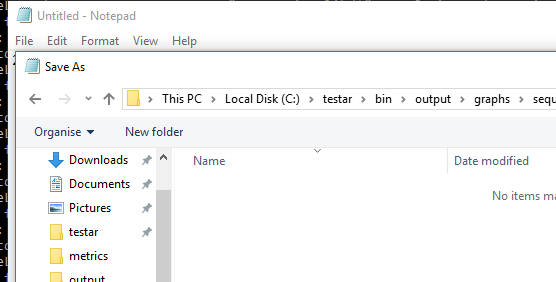 Untitled - Notepad
File Edit Format View Help
Save As
This PC > Local Disk (C:) > testar > bin > output > graphs > sequ
Organise New folder
Name Date modified
Downloads
Documents
Pictures
testar
metrics
output
No items ma